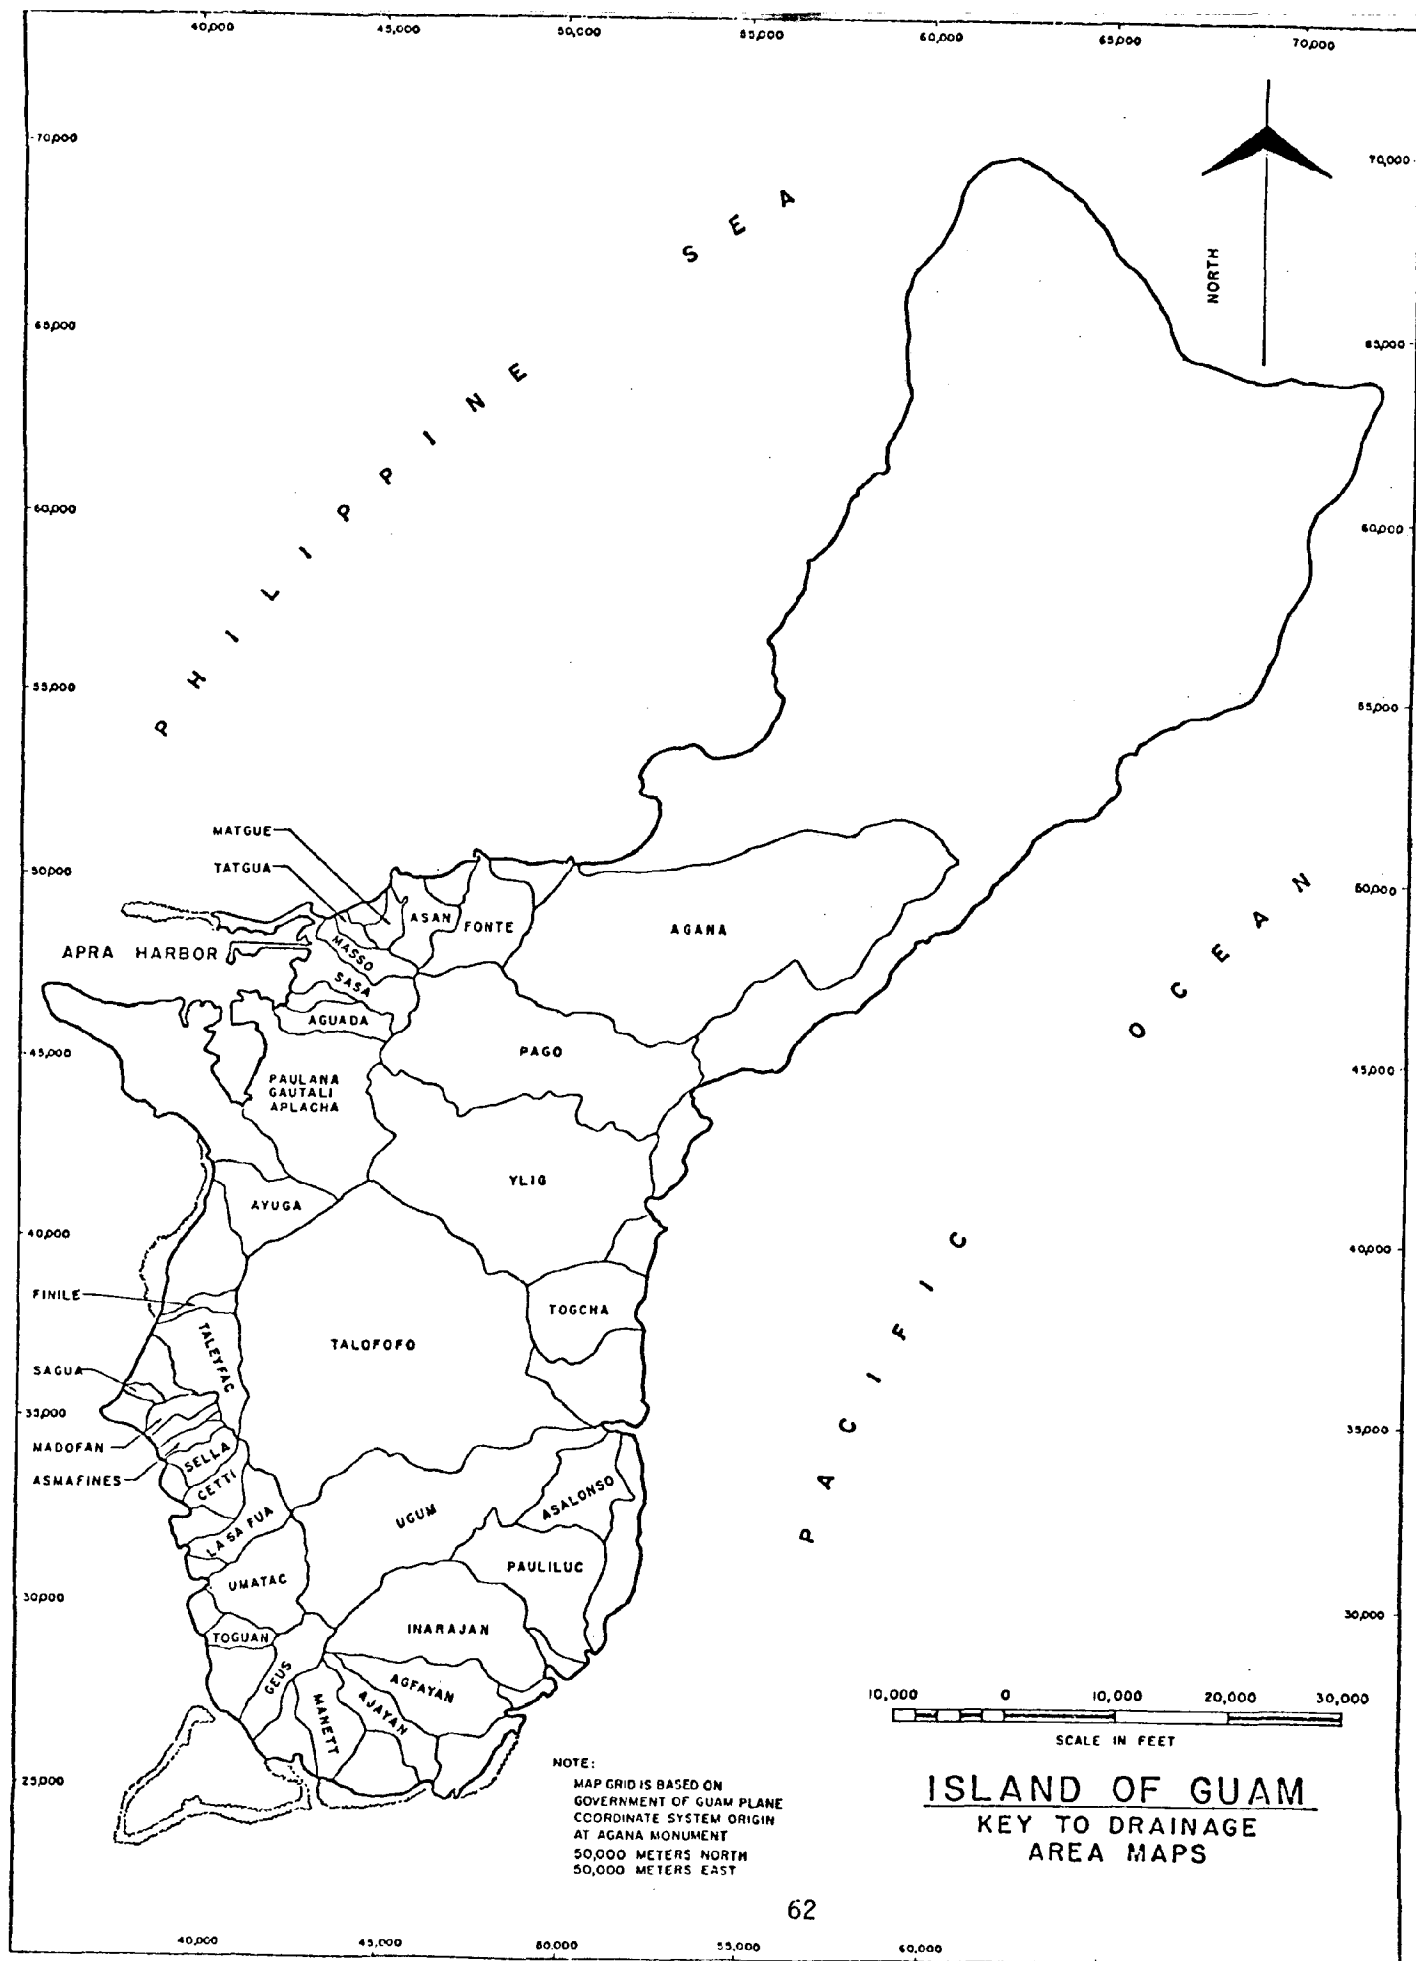 40,000 45,000 50,000 55,000 60,000 65,000 70,000
70,000 70,000
NORTH
PHILIPPINE SEA
65,000 65,000
60,000 60,000
55,000 55,000
MATGUE
TATGUA
50,000 50,000
ASAN
FONTE
AGANA
MASSO
APRA HARBOR
SASA
AGUADA
PACIFIC OCEAN
45,000 45,000
PAGO
PAULANA
GAUTALI
APLACHA
YLIG
AYUGA
40,000 40,000
FINILE
TOGCHA
TALEYFAC
TALOFOFO
SAGUA
35,000 35,000
MADOFAN
SELLA
ASMAFINES
CETTI
ASALONSO
UGUM
LA SA FUA
PAULILUC
UMATAC
30,000 30,000
INARAJAN
TOGUAN
GEUS
AGFAYAN
AJAYAN
MANETT
10,000 0 10,000 20,000 30,000
SCALE IN FEET
25,000
NOTE:
MAP GRID IS BASED ON
GOVERNMENT OF GUAM PLANE
CCORDINATE SYSTEM ORIGIN
AT AGANA MONUMENT
50,000 METERS NORTH
50,000 METERS EAST
ISLAND OF GUAM
KEY TO DRAINAGE
AREA MAPS
62
40,000 45,000 50,000 55,000 60,000